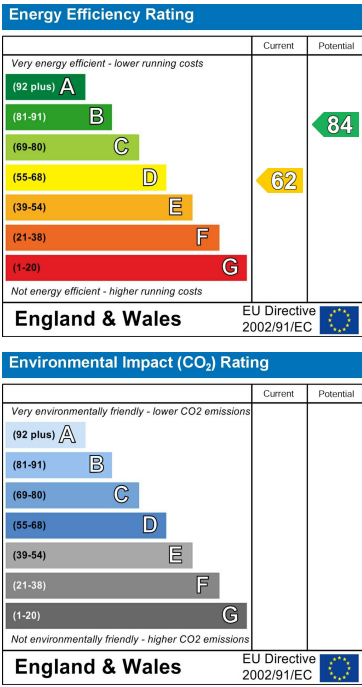 Energy Efficiency Rating
Current Potential
Very energy efficient - lower running costs
(92 plus) A
(81-91) B
(69-80) C
(55-68) D
(39-54) E
(21-38) F
(1-20) G
62
84
Not energy efficient - higher running costs
England & Wales
EU Directive
2002/91/EC
Environmental Impact (CO₂) Rating
Current Potential
Very environmentally friendly - lower CO2 emissions
(92 plus) A
(81-91) B
(69-80) C
(55-68) D
(39-54) E
(21-38) F
(1-20) G
Not environmentally friendly - higher CO2 emissions
England & Wales
EU Directive
2002/91/EC